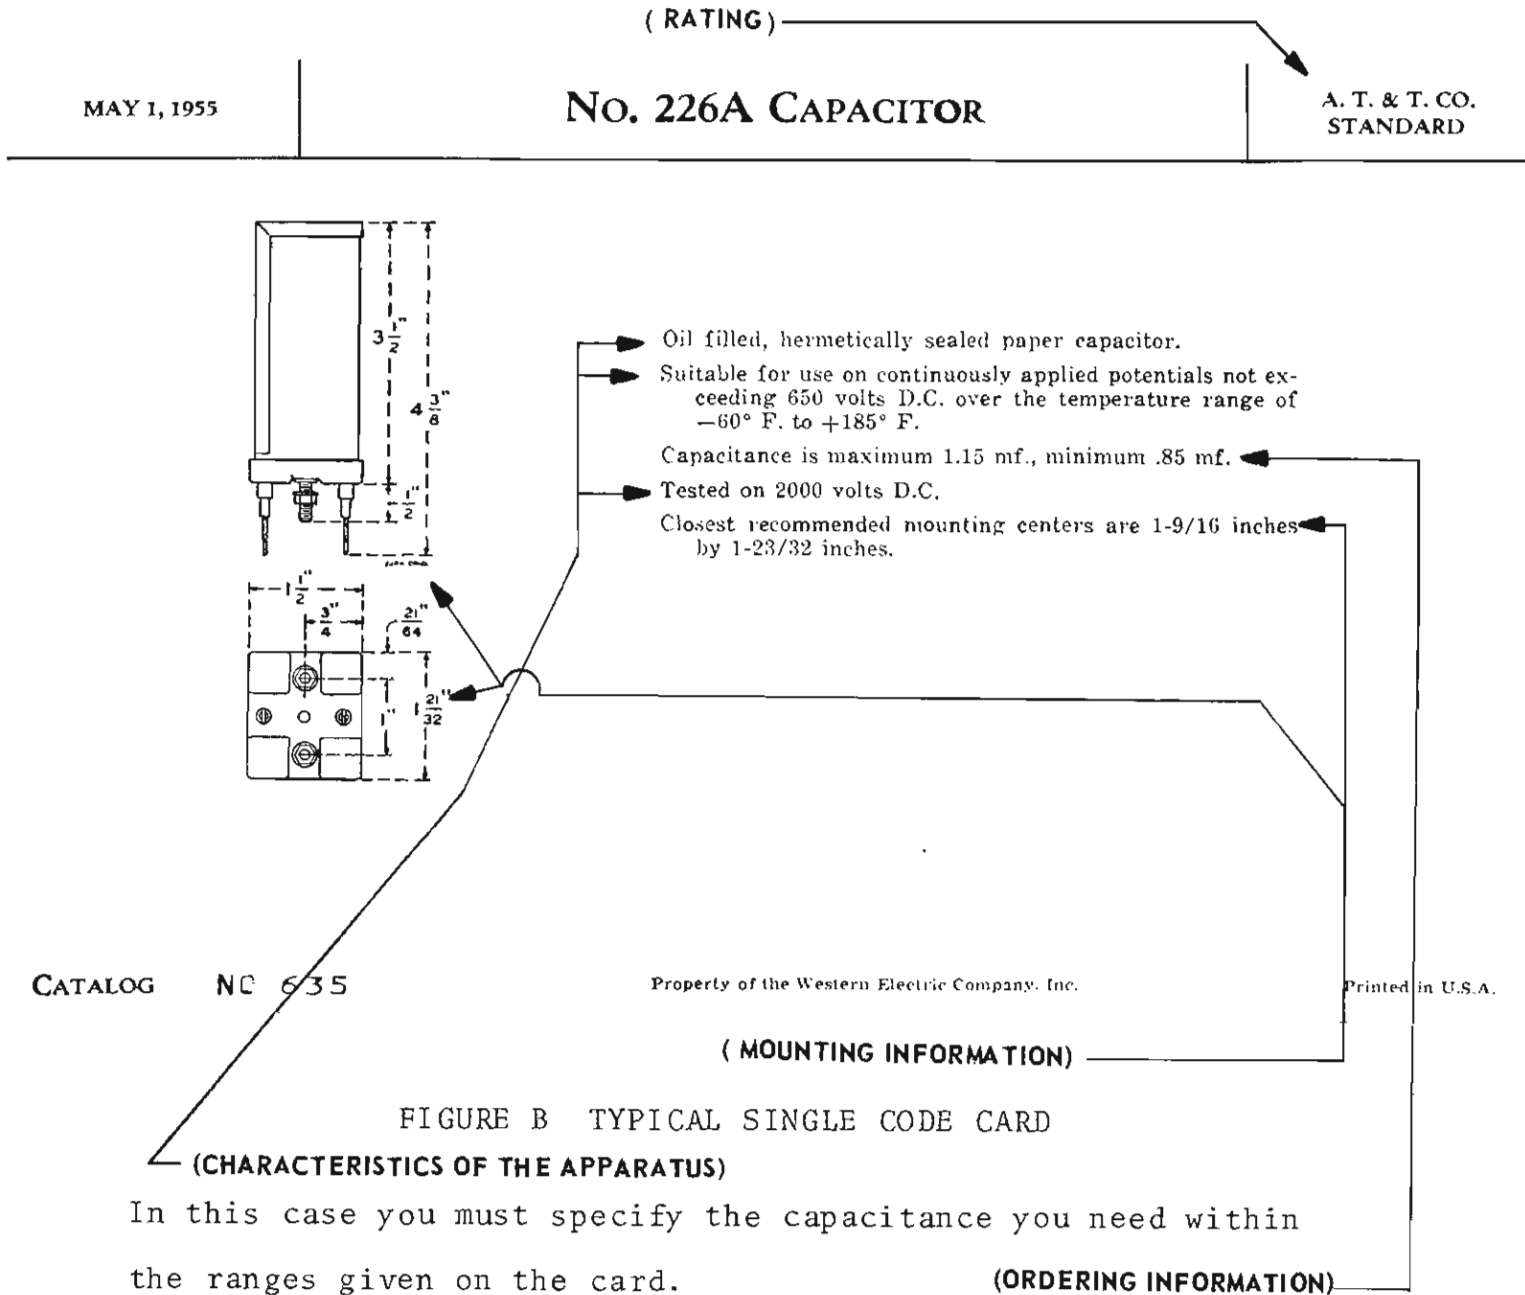 ( RATING )
MAY 1, 1955
No. 226A CAPACITOR
A. T. & T. CO.
STANDARD
3 1/2"
4 3/8"
1/2"
1 1/2"
3/4"
21/64"
1"
1 21/32"
Oil filled, hermetically sealed paper capacitor.
Suitable for use on continuously applied potentials not ex-
ceeding 650 volts D.C. over the temperature range of
—60° F. to +185° F.
Capacitance is maximum 1.15 mf., minimum .85 mf.
Tested on 2000 volts D.C.
Closest recommended mounting centers are 1-9/16 inches
by 1-23/32 inches.
CATALOG NO 635
Property of the Western Electric Company. Inc.
Printed in U.S.A.
( MOUNTING INFORMATION)
FIGURE B TYPICAL SINGLE CODE CARD
(CHARACTERISTICS OF THE APPARATUS)
In this case you must specify the capacitance you need within
the ranges given on the card.
(ORDERING INFORMATION)